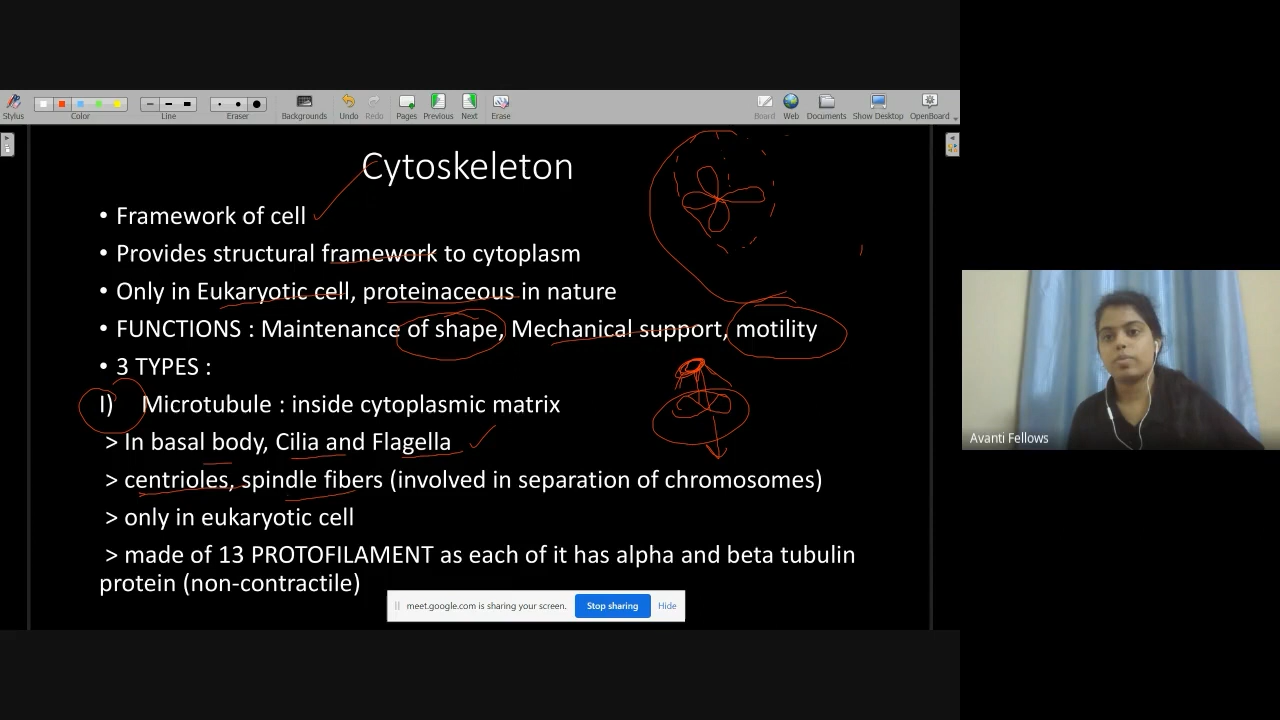 Stylus
Color
Line
Eraser
Backgrounds
Undo
Redo
Pages
Previous
Next
Erase
Board
Web
Documents
Show Desktop
OpenBoard
Cytoskeleton
• Framework of cell
• Provides structural framework to cytoplasm
• Only in Eukaryotic cell, proteinaceous in nature
• FUNCTIONS : Maintenance of shape, Mechanical support, motility
• 3 TYPES :
I) Microtubule : inside cytoplasmic matrix
> In basal body, Cilia and Flagella
> centrioles, spindle fibers (involved in separation of chromosomes)
> only in eukaryotic cell
> made of 13 PROTOFILAMENT as each of it has alpha and beta tubulin
protein (non-contractile)
meet.google.com is sharing your screen. Stop sharing Hide
Avanti Fellows